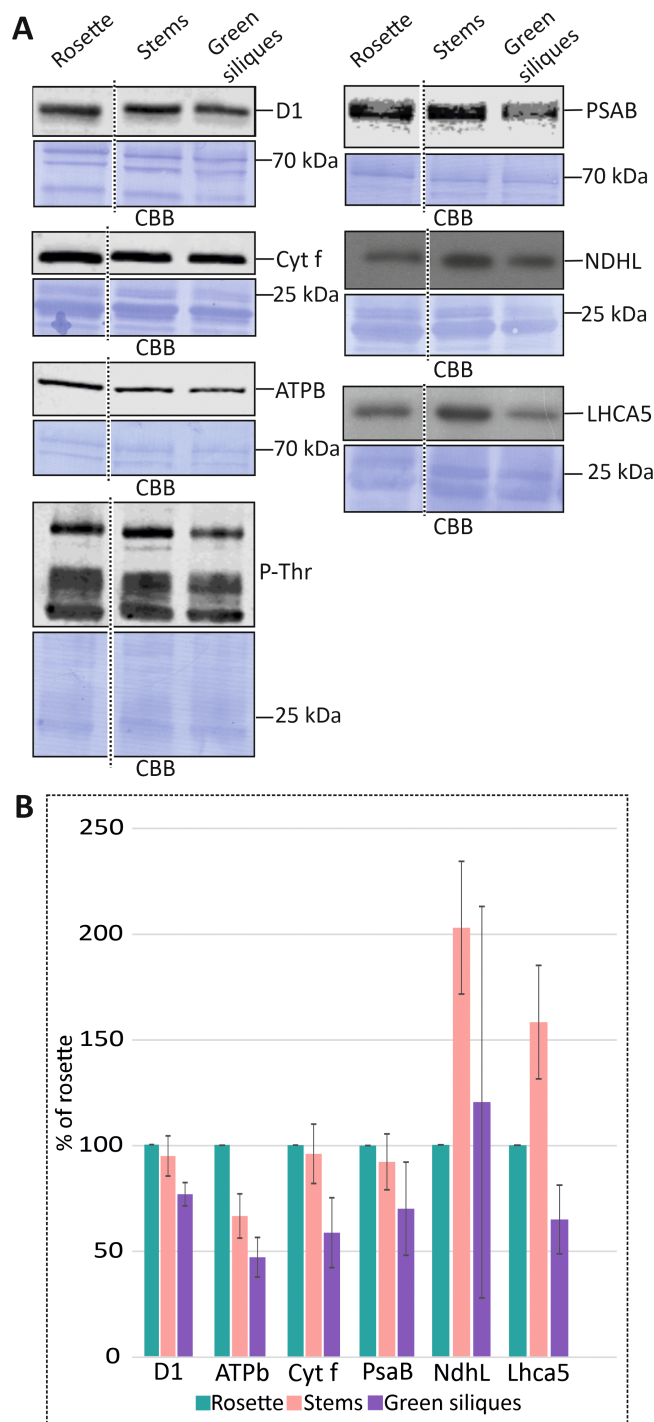 A
Rosette Stems Green siliques
D1
70 kDa
CBB
Cyt f
25 kDa
CBB
ATPB
70 kDa
CBB
P-Thr
25 kDa
CBB
Rosette Stems Green siliques
PSAB
70 kDa
CBB
NDHL
25 kDa
CBB
LHCA5
25 kDa
CBB
B
% of rosette
250
200
150
100
50
0
D1 ATPb Cyt f PsaB NdhL Lhca5
Rosette Stems Green siliques